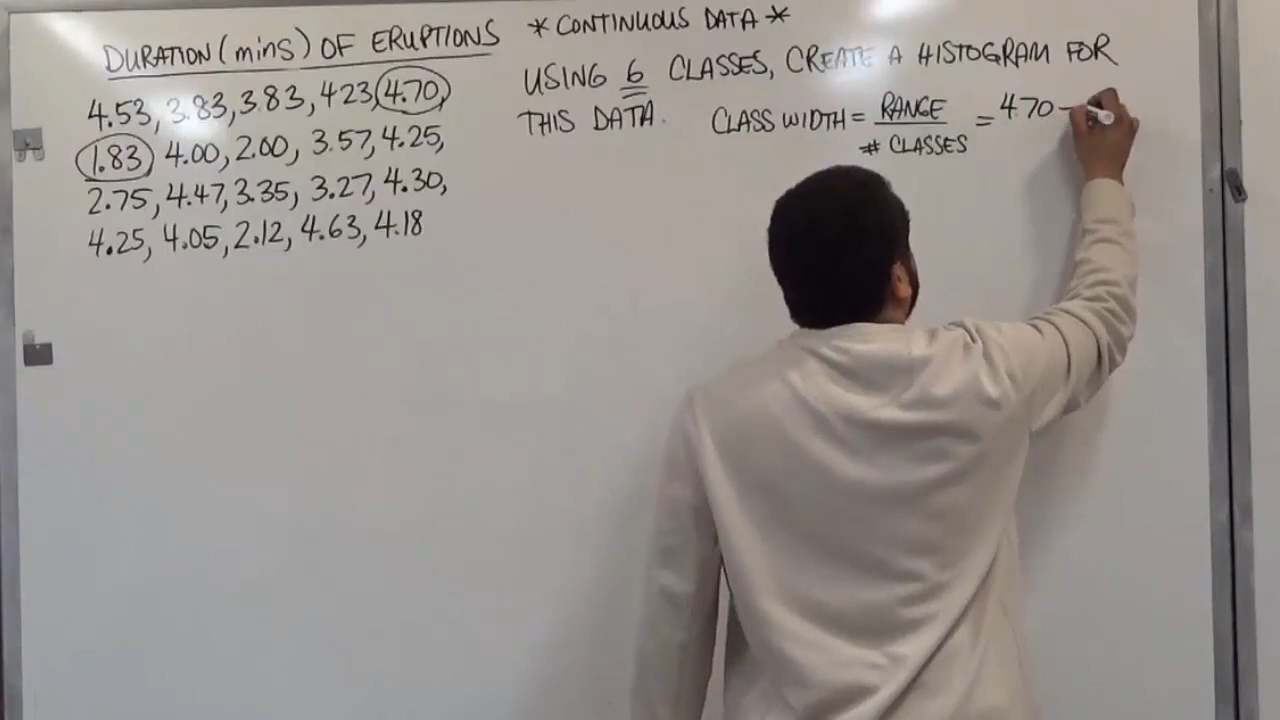 DURATION (mins) OF ERUPTIONS
4.53, 3.83, 3.83, 423, 4.70,
1.83, 4.00, 2.00, 3.57, 4.25,
2.75, 4.47, 3.35, 3.27, 4.30,
4.25, 4.05, 2.12, 4.63, 4.18
* CONTINUOUS DATA *
USING 6 CLASSES, CREATE A HISTOGRAM FOR
THIS DATA.
CLASS WIDTH = RANGE / # CLASSES = 4.70 -